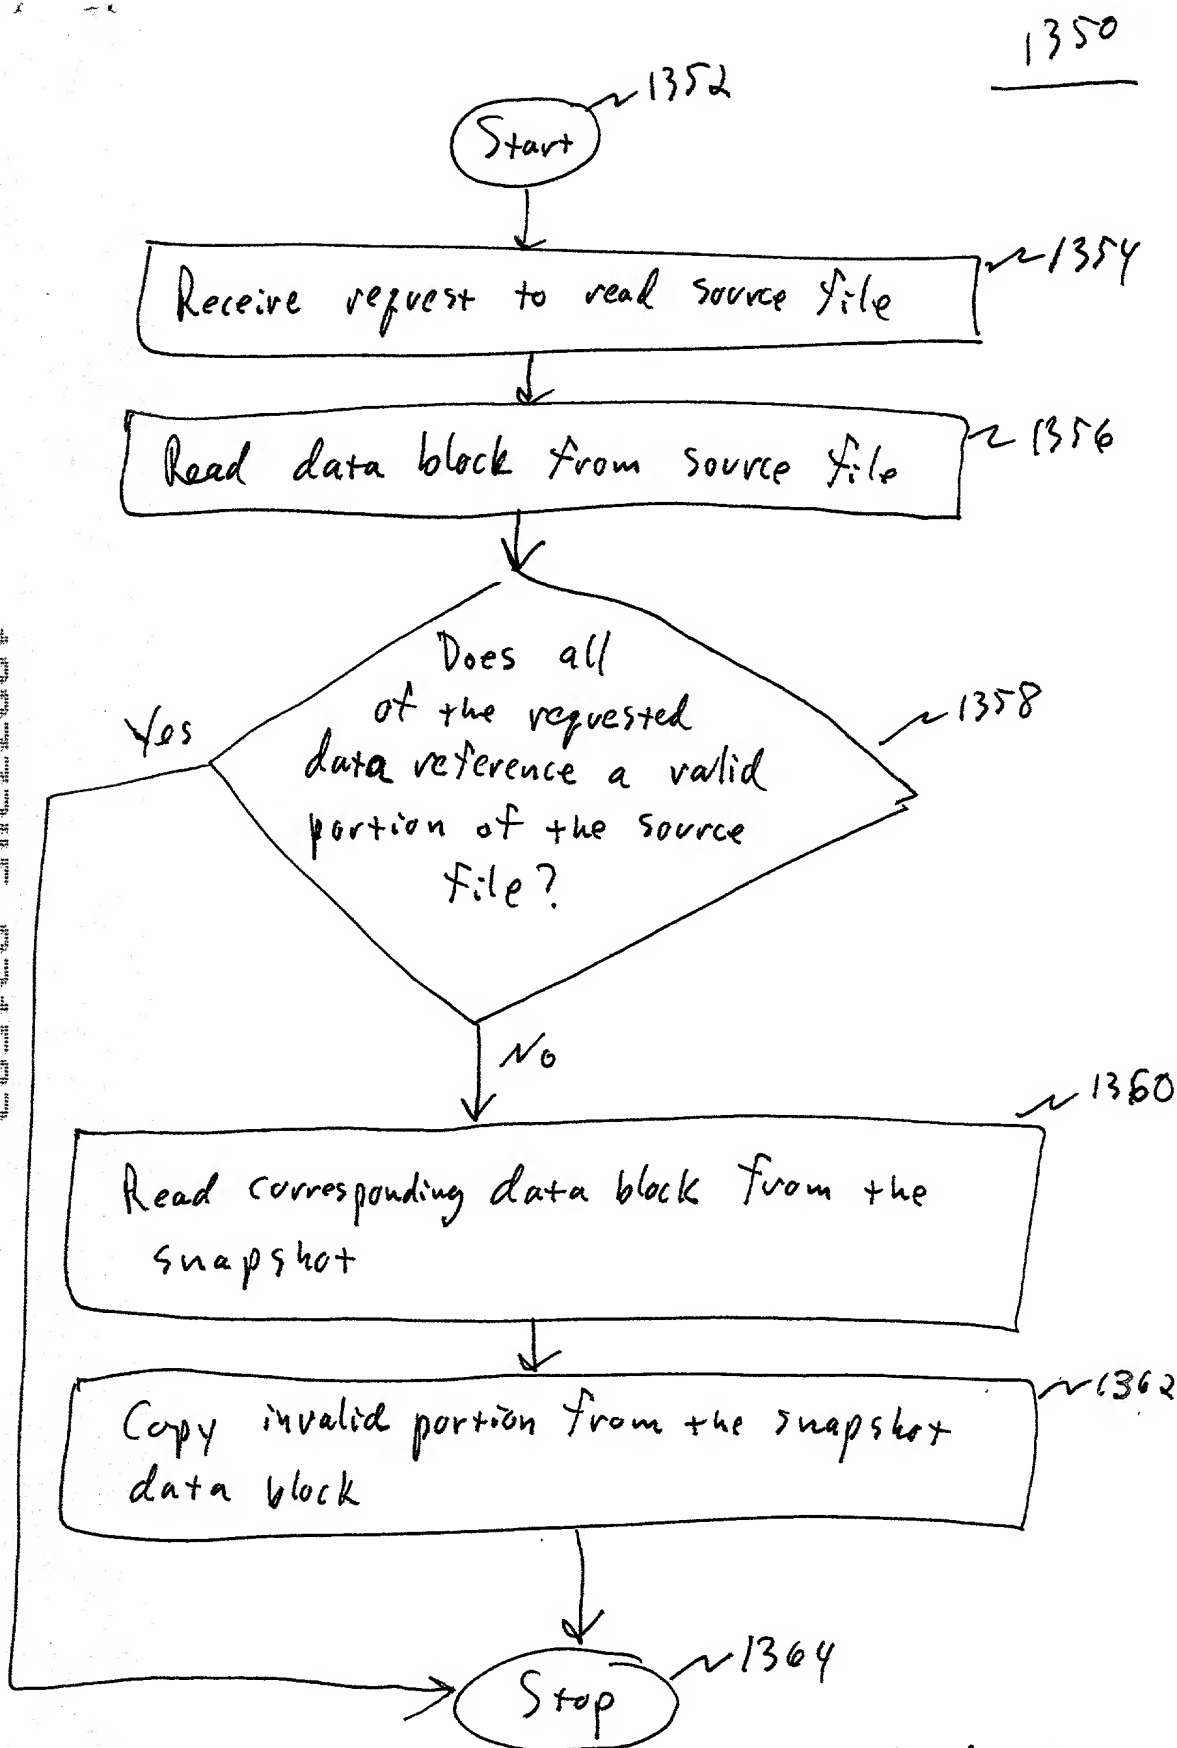 1350
1352
Start
1354
Receive request to read source file
1356
Read data block from source file
Does all
of the requested
data reference a valid
portion of the source
file?
1358
Yes
No
1360
Read corresponding data block from the
snapshot
1362
Copy invalid portion from the snapshot
data block
1364
Stop